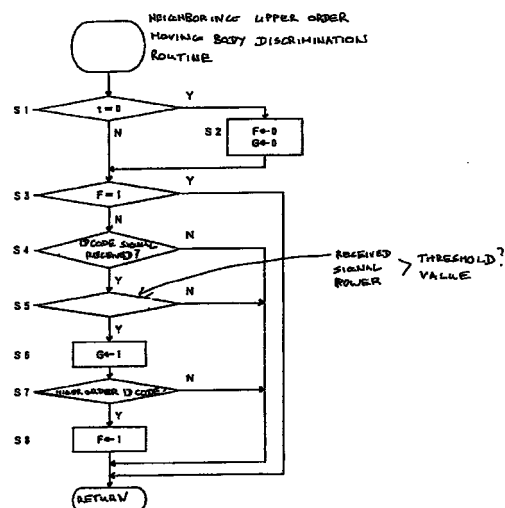 NEIGHBORING UPPER ORDER
MOVING BODY DISCRIMINATION
ROUTINE
S1
t=0
Y
N
S2
F←0
G←0
S3
F=1
Y
N
S4
ID CODE SIGNAL
RECEIVED?
N
Y
S5
N
Y
RECEIVED
SIGNAL
POWER
>
THRESHOLD?
VALUE
S6
G←1
S7
ORDER ID CODE
N
Y
S8
F←1
RETURN